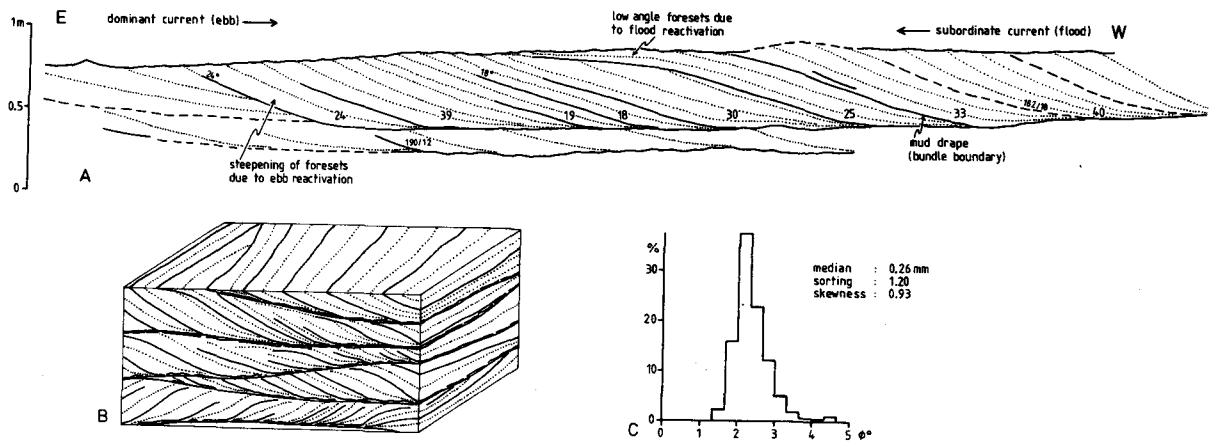 1m
E
dominant current (ebb)
low angle foresets due
to flood reactivation
subordinate current (flood)
W
0.5
0
24°
18°
24
39
19
18
30
25
33
182/18
40
190/12
steepening of foresets
due to ebb reactivation
mud drape
(bundle boundary)
A
B
C
%
30
20
10
0
0
1
2
3
4
5
ø°
median : 0,26 mm
sorting : 1.20
skewness : 0.93